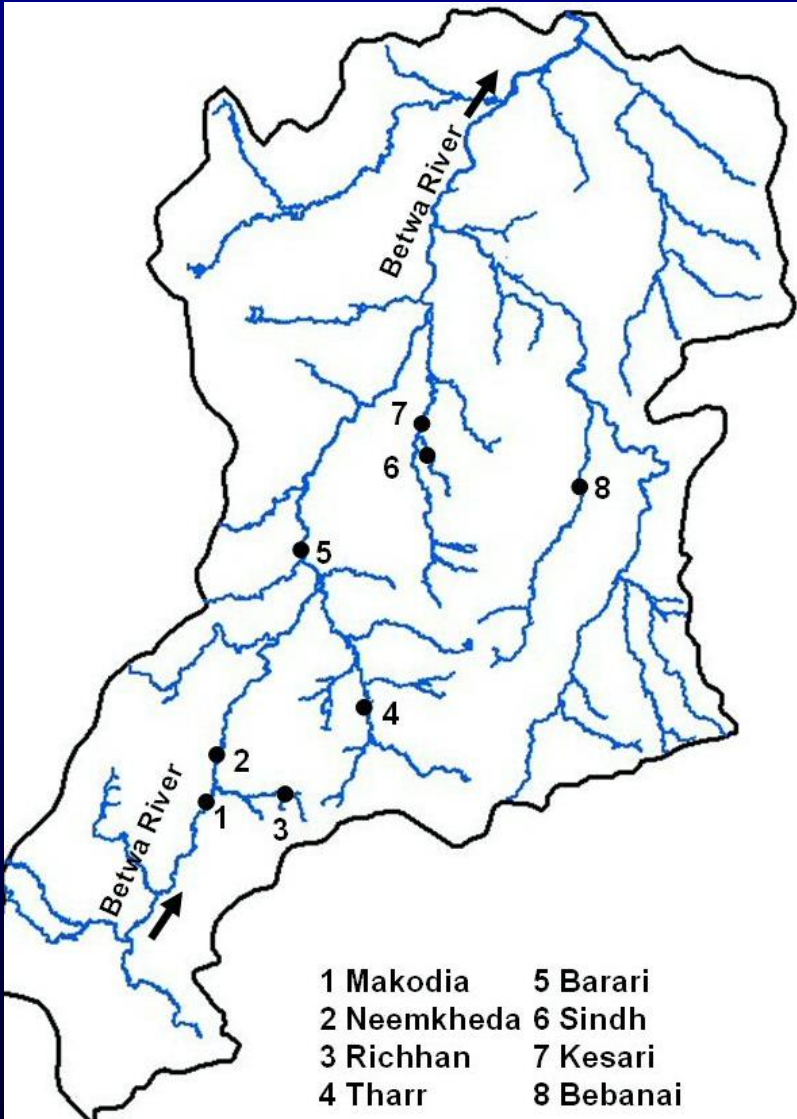 Betwa River
7
6
8
5
4
2
1
3
Betwa River
1 Makodia 5 Barari
2 Neemkheda 6 Sindh
3 Richhan 7 Kesari
4 Tharr 8 Bebanai